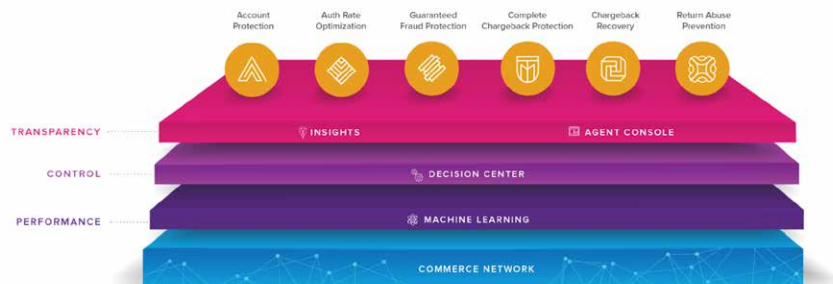 Account
Protection
Auth Rate
Optimization
Guaranteed
Fraud Protection
Complete
Chargeback Protection
Chargeback
Recovery
Return Abuse
Prevention
TRANSPARENCY
INSIGHTS
AGENT CONSOLE
CONTROL
DECISION CENTER
PERFORMANCE
MACHINE LEARNING
COMMERCE NETWORK